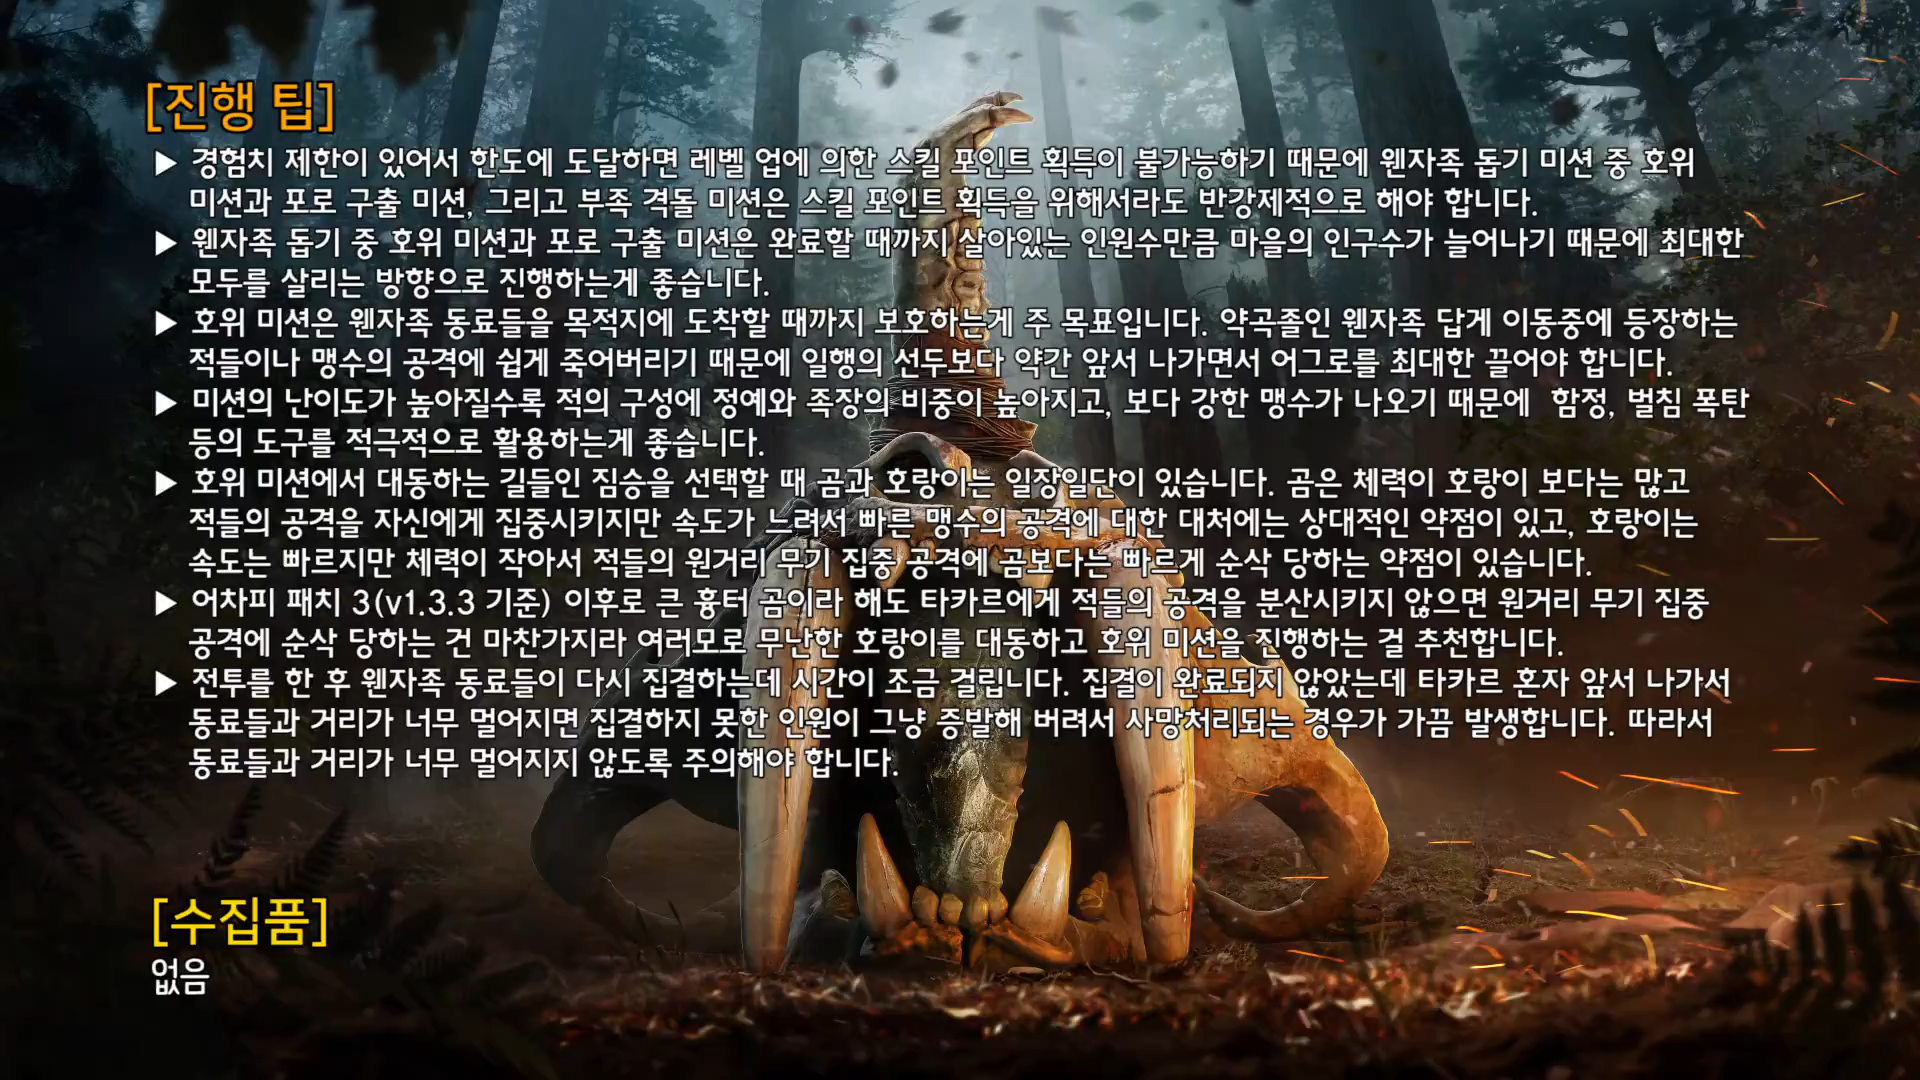 [진행 팁]
▶ 경험치 제한이 있어서 한도에 도달하면 레벨 업에 의한 스킬 포인트 획득이 불가능하기 때문에 웬자족 돕기 미션 중 호위
미션과 포로 구출 미션, 그리고 부족 격돌 미션은 스킬 포인트 획득을 위해서라도 반강제적으로 해야 합니다.
▶ 웬자족 돕기 중 호위 미션과 포로 구출 미션은 완료할 때까지 살아있는 인원수만큼 마을의 인구수가 늘어나기 때문에 최대한
모두를 살리는 방향으로 진행하는게 좋습니다.
▶ 호위 미션은 웬자족 동료들을 목적지에 도착할 때까지 보호하는게 주 목표입니다. 약곡졸인 웬자족 답게 이동중에 등장하는
적들이나 맹수의 공격에 쉽게 죽어버리기 때문에 일행의 선두보다 약간 앞서 나가면서 어그로를 최대한 끌어야 합니다.
▶ 미션의 난이도가 높아질수록 적의 구성에 정예와 족장의 비중이 높아지고, 보다 강한 맹수가 나오기 때문에  함정, 벌침 폭탄
등의 도구를 적극적으로 활용하는게 좋습니다.
▶ 호위 미션에서 대동하는 길들인 짐승을 선택할 때 곰과 호랑이는 일장일단이 있습니다. 곰은 체력이 호랑이 보다는 많고
적들의 공격을 자신에게 집중시키지만 속도가 느려서 빠른 맹수의 공격에 대한 대처에는 상대적인 약점이 있고, 호랑이는
속도는 빠르지만 체력이 작아서 적들의 원거리 무기 집중 공격에 곰보다는 빠르게 순삭 당하는 약점이 있습니다.
▶ 어차피 패치 3(v1.3.3 기준) 이후로 큰 흉터 곰이라 해도 타카르에게 적들의 공격을 분산시키지 않으면 원거리 무기 집중
공격에 순삭 당하는 건 마찬가지라 여러모로 무난한 호랑이를 대동하고 호위 미션을 진행하는 걸 추천합니다.
▶ 전투를 한 후 웬자족 동료들이 다시 집결하는데 시간이 조금 걸립니다. 집결이 완료되지 않았는데 타카르 혼자 앞서 나가서
동료들과 거리가 너무 멀어지면 집결하지 못한 인원이 그냥 증발해 버려서 사망처리되는 경우가 가끔 발생합니다. 따라서
동료들과 거리가 너무 멀어지지 않도록 주의해야 합니다.
[수집품]
없음